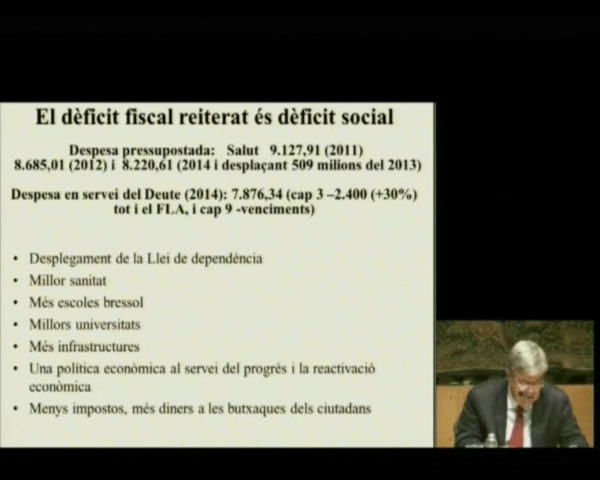 El dèficit fiscal reiterat és dèficit social
Despesa pressupostada: Salut 9.127,91 (2011)
8.685,01 (2012) i 8.220,61 (2014 i desplaçant 509 milions del 2013)
Despesa en servei del Deute (2014): 7.876,34 (cap 3 –2.400 (+30%)
tot i el FLA, i cap 9 -venciments)
• Desplegament de la Llei de dependència
• Millor sanitat
• Més escoles bressol
• Millors universitats
• Més infrastructures
• Una política econòmica al servei del progrès i la reactivació
econòmica
• Menys impostos, més diners a les butxaques dels ciutadans